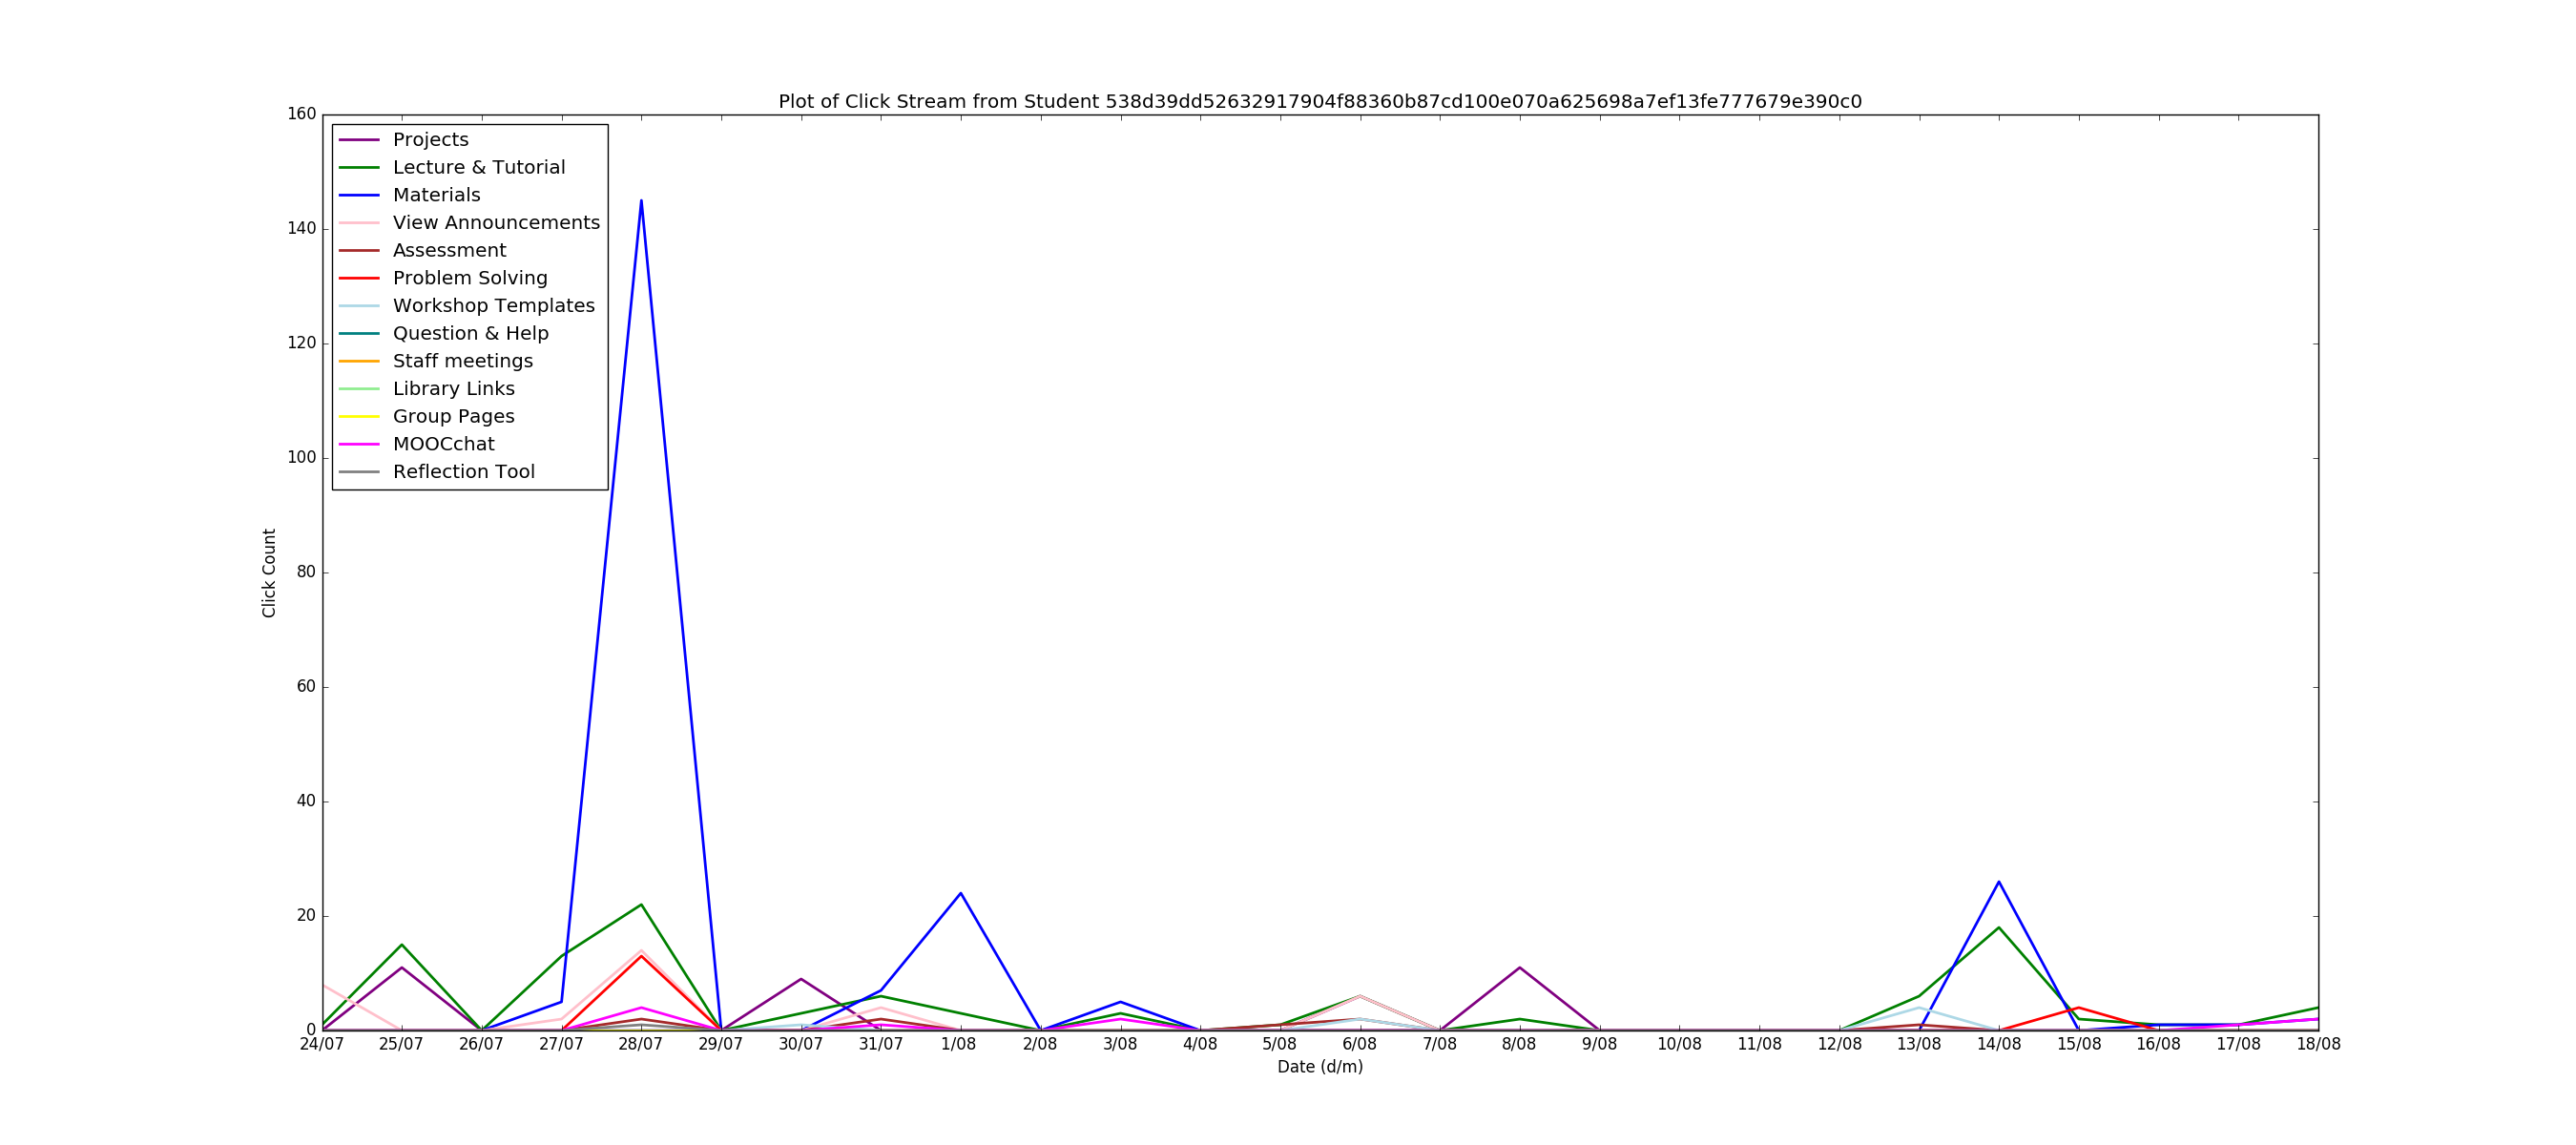 Plot of Click Stream from Student 538d39dd52632917904f88360b87cd100e070a625698a7ef13fe777679e390c0
160
140
120
100
80
60
40
20
0
Click Count
Projects
Lecture & Tutorial
Materials
View Announcements
Assessment
Problem Solving
Workshop Templates
Question & Help
Staff meetings
Library Links
Group Pages
MOOCchat
Reflection Tool
24/07 25/07 26/07 27/07 28/07 29/07 30/07 31/07 1/08 2/08 3/08 4/08 5/08 6/08 7/08 8/08 9/08 10/08 11/08 12/08 13/08 14/08 15/08 16/08 17/08 18/08
Date (d/m)